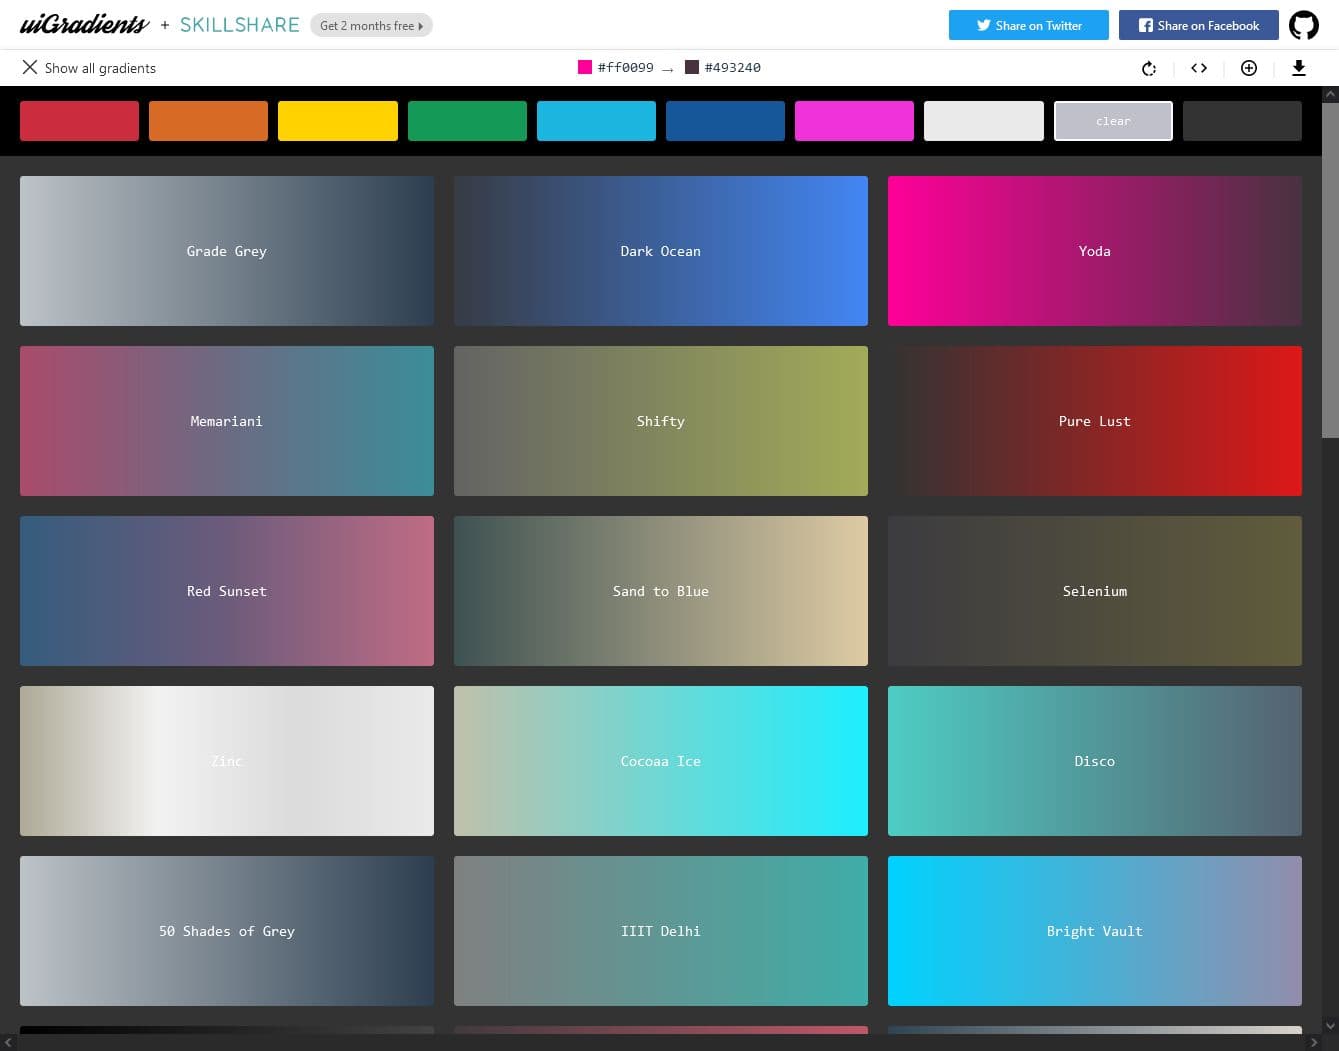 uiGradients + SKILLSHARE Get 2 months free Share on Twitter Share on Facebook
Show all gradients #ff0099 → #493240
clear
Grade Grey Dark Ocean Yoda
Memariani Shifty Pure Lust
Red Sunset Sand to Blue Selenium
Zinc Cocoaa Ice Disco
50 Shades of Grey IIIT Delhi Bright Vault